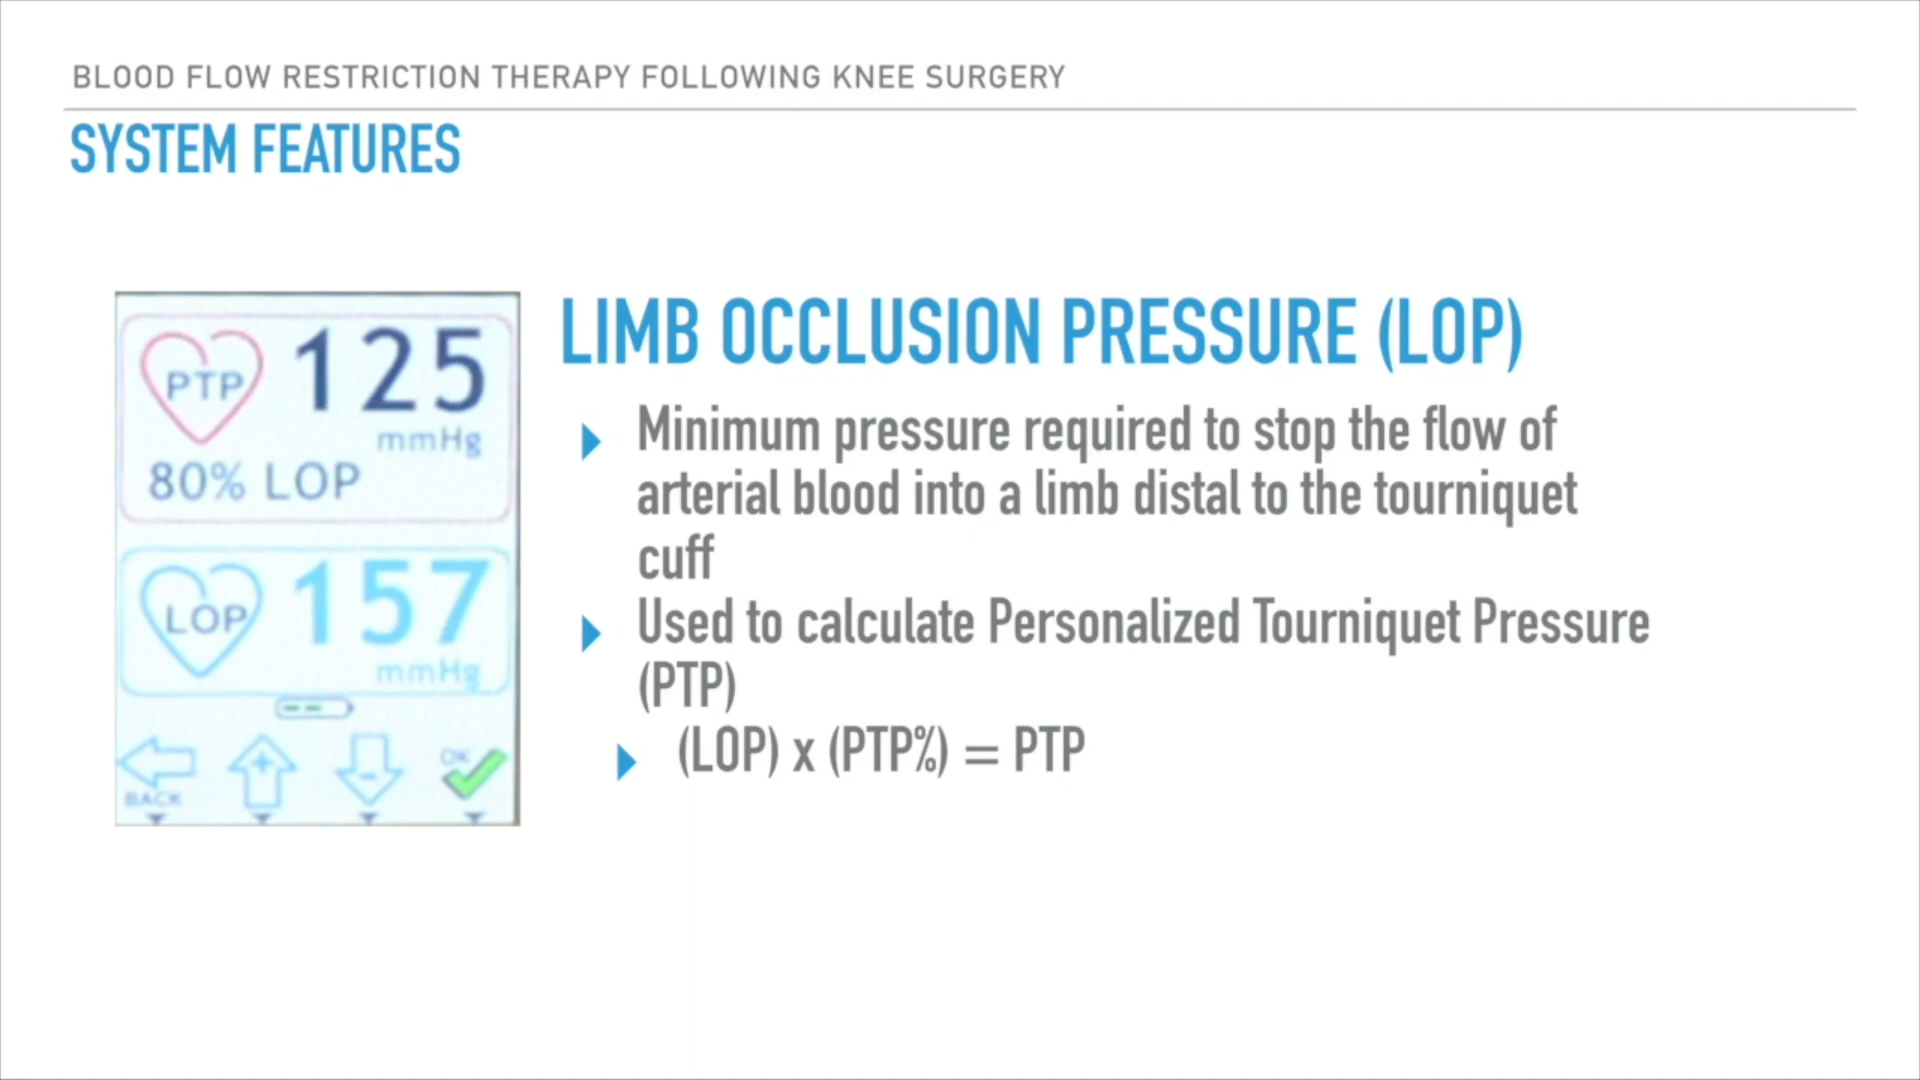 BLOOD FLOW RESTRICTION THERAPY FOLLOWING KNEE SURGERY
SYSTEM FEATURES
PTP 125
mmHg
80% LOP
LOP 157
mmHg
BACK
+
-
OK
LIMB OCCLUSION PRESSURE (LOP)
Minimum pressure required to stop the flow of
arterial blood into a limb distal to the tourniquet
cuff
Used to calculate Personalized Tourniquet Pressure
(PTP)
(LOP) x (PTP%) = PTP